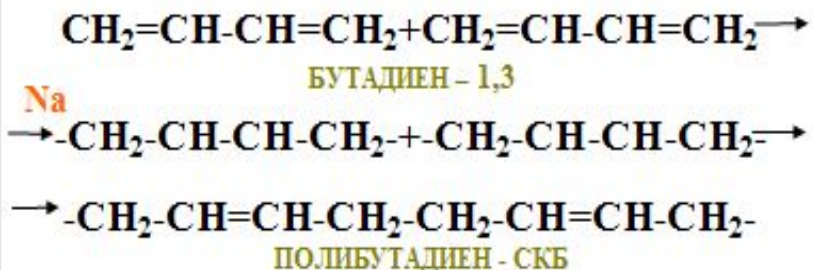 CH₂=CH-CH=CH₂+CH₂=CH-CH=CH₂→
БУТАДИЕН – 1,3
Na
→-CH₂-CH-CH-CH₂-+-CH₂-CH-CH-CH₂-→
→-CH₂-CH=CH-CH₂-CH₂-CH=CH-CH₂-
ПОЛИБУТАДИЕН - СКБ